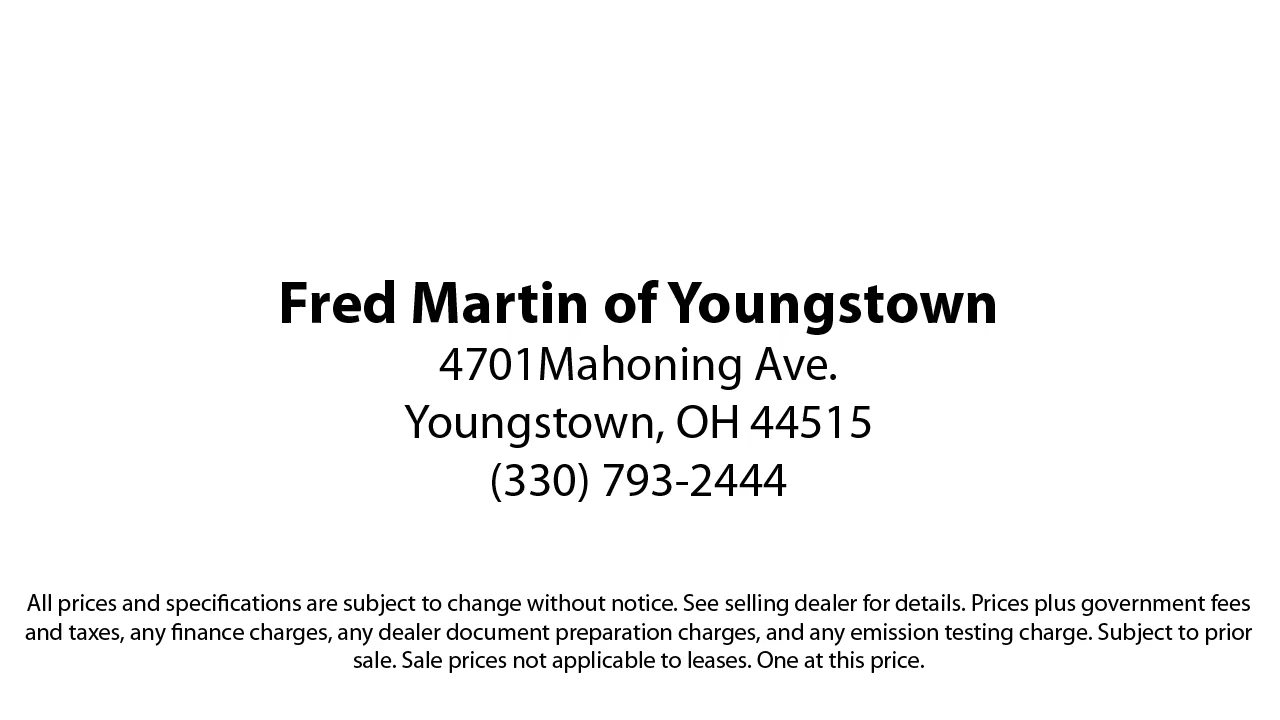 Fred Martin of Youngstown
4701Mahoning Ave.
Youngstown, OH 44515
(330) 793-2444
All prices and specifications are subject to change without notice. See selling dealer for details. Prices plus government fees
and taxes, any finance charges, any dealer document preparation charges, and any emission testing charge. Subject to prior
sale. Sale prices not applicable to leases. One at this price.